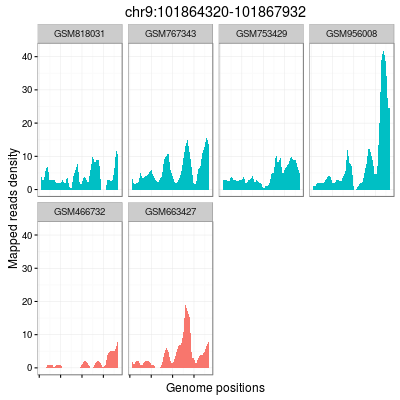 chr9:101864320-101867932
GSM818031 GSM767343 GSM753429 GSM956008
40
30
20
10
0
GSM466732 GSM663427
40
30
20
10
0
Mapped reads density
Genome positions